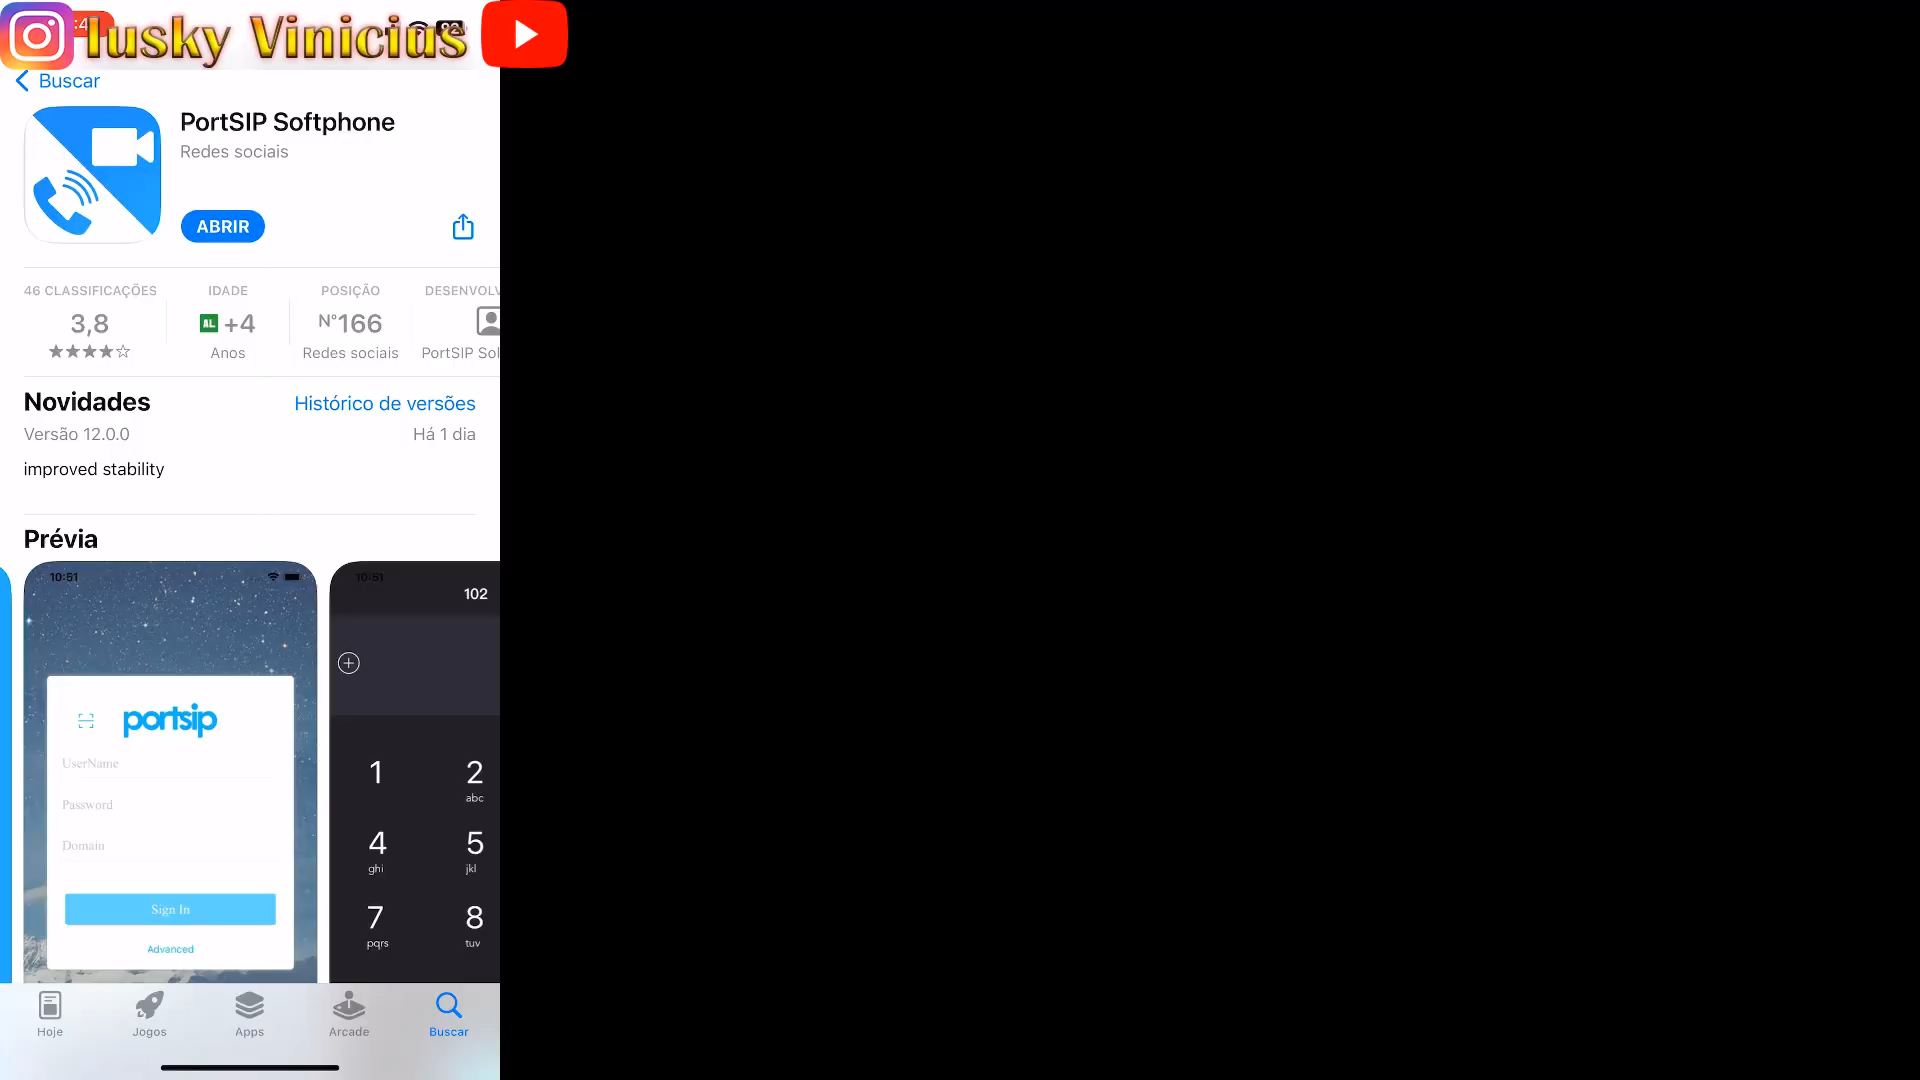 Tusky Vinicius
Buscar
PortSIP Softphone
Redes sociais
ABRIR
46 CLASSIFICAÇÕES
3,8
IDADE
AL +4
Anos
POSIÇÃO
Nº166
Redes sociais
DESENVOLV
PortSIP Sol
Novidades
Histórico de versões
Versão 12.0.0
Há 1 dia
improved stability
Prévia
10:51
portsip
UserName
Password
Domain
Sign In
Advanced
10:51
102
1
2
abc
4
ghi
5
jkl
7
pqrs
8
tuv
Hoje
Jogos
Apps
Arcade
Buscar